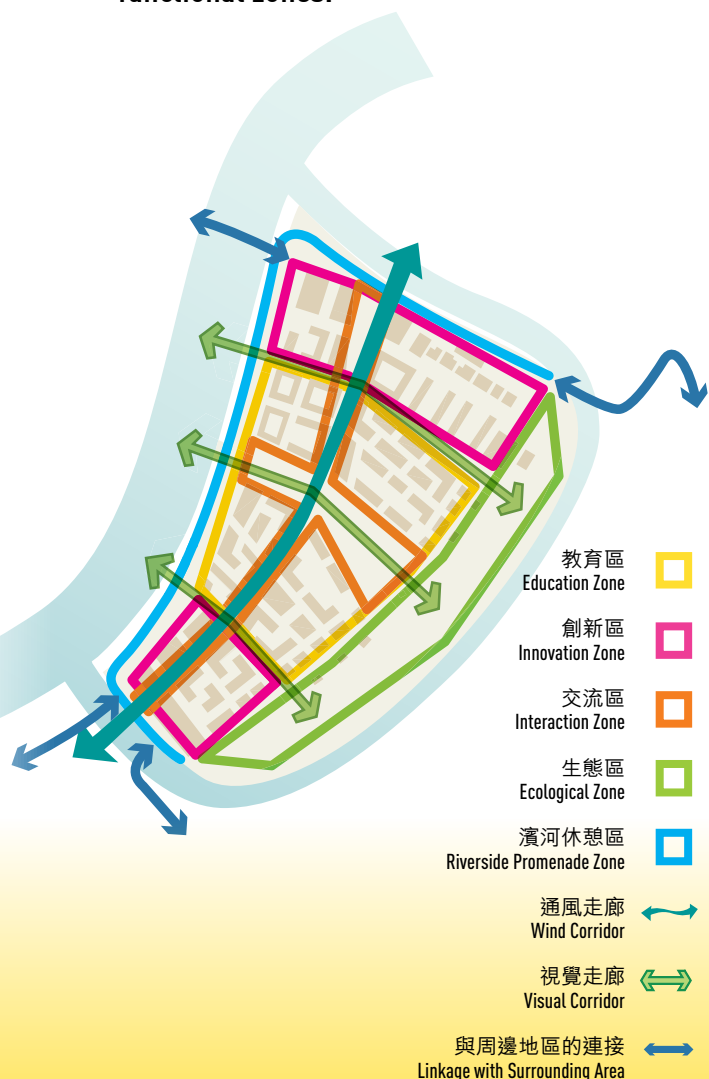 functional zones.
教育區
Education Zone
創新區
Innovation Zone
交流區
Interaction Zone
生態區
Ecological Zone
濱河休憩區
Riverside Promenade Zone
通風走廊
Wind Corridor
視覺走廊
Visual Corridor
與周邊地區的連接
Linkage with Surrounding Area